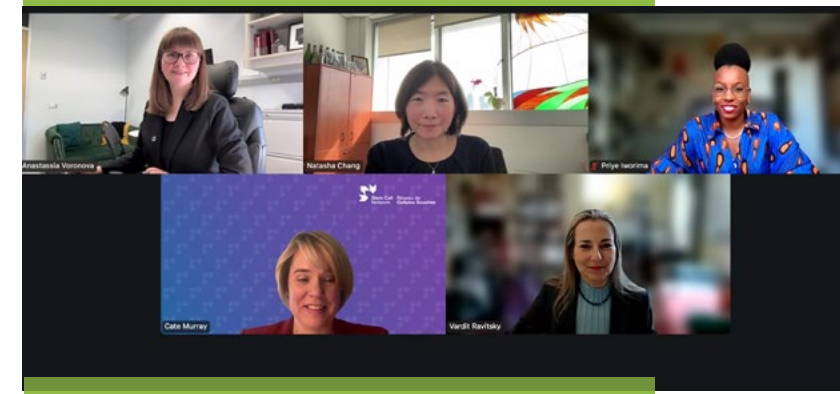 Anastassia Voronova
Natasha Chang
Priye Iworima
Stem Cell Réseau de
Network Cellules Souches
Cate Murray
Vardit Ravitsky